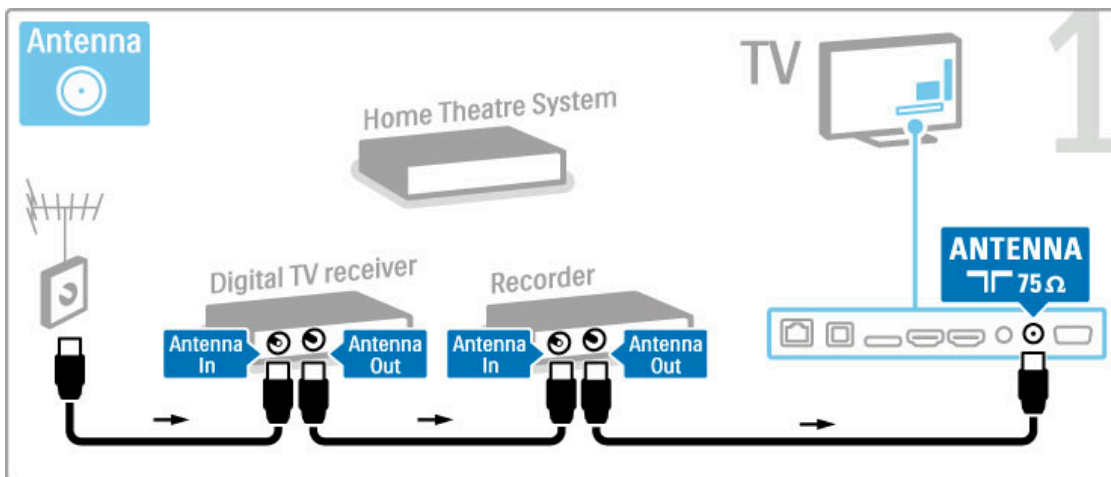 Antenna
TV
1
Home Theatre System
ANTENNA
75 Ω
Digital TV receiver
Recorder
Antenna
In
Antenna
Out
Antenna
In
Antenna
Out